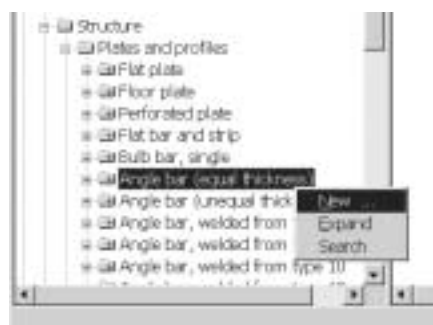 Structure
Plates and profiles
Flat plate
Floor plate
Perforated plate
Flat bar and strip
Bulb bar, single
Angle bar (equal thickness)
Angle bar (unequal thick
New ...
Angle bar, welded from
Expand
Angle bar, welded from
Search
Angle bar, welded from type 10